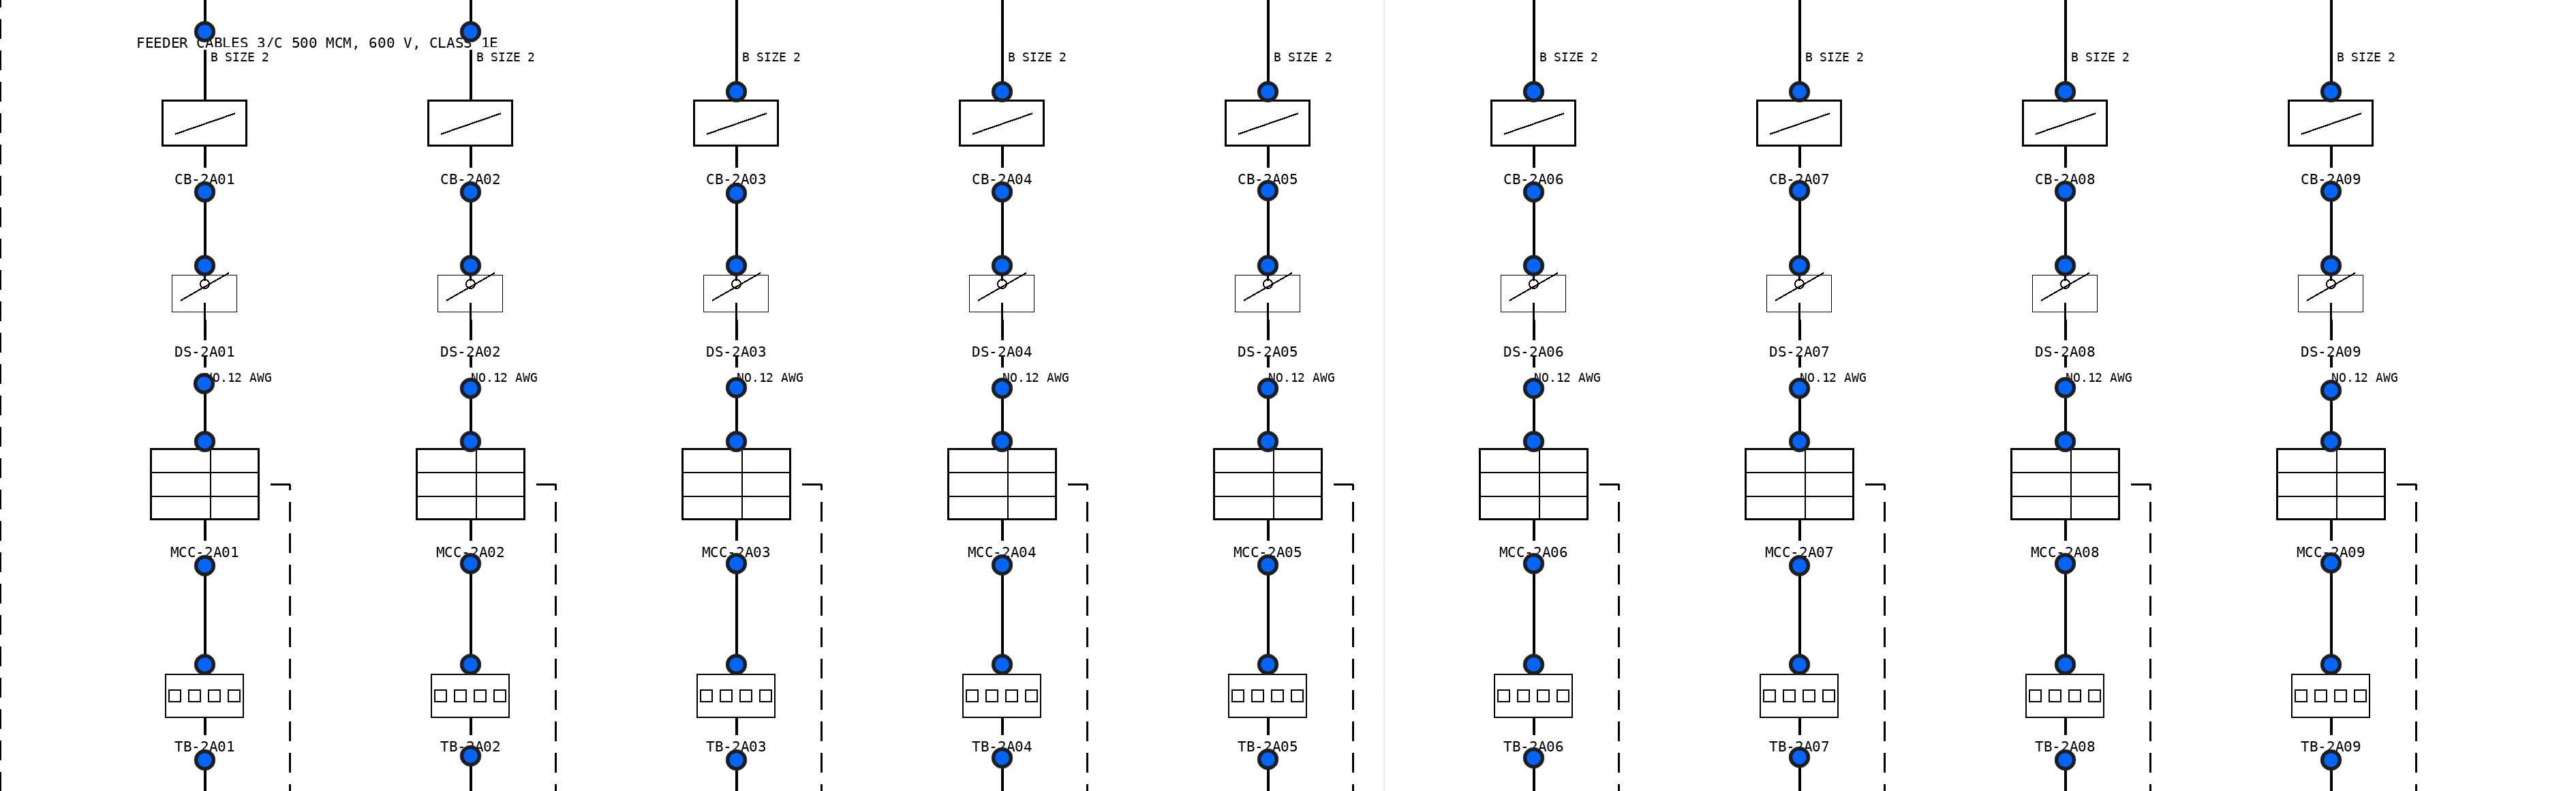 FEEDER CABLES 3/C 500 MCM, 600 V, CLASS 1E
B SIZE 2 B SIZE 2 B SIZE 2 B SIZE 2 B SIZE 2 B SIZE 2 B SIZE 2 B SIZE 2 B SIZE 2
CB-2A01 CB-2A02 CB-2A03 CB-2A04 CB-2A05 CB-2A06 CB-2A07 CB-2A08 CB-2A09
DS-2A01 DS-2A02 DS-2A03 DS-2A04 DS-2A05 DS-2A06 DS-2A07 DS-2A08 DS-2A09
NO.12 AWG NO.12 AWG NO.12 AWG NO.12 AWG NO.12 AWG NO.12 AWG NO.12 AWG NO.12 AWG NO.12 AWG
MCC-2A01 MCC-2A02 MCC-2A03 MCC-2A04 MCC-2A05 MCC-2A06 MCC-2A07 MCC-2A08 MCC-2A09
TB-2A01 TB-2A02 TB-2A03 TB-2A04 TB-2A05 TB-2A06 TB-2A07 TB-2A08 TB-2A09